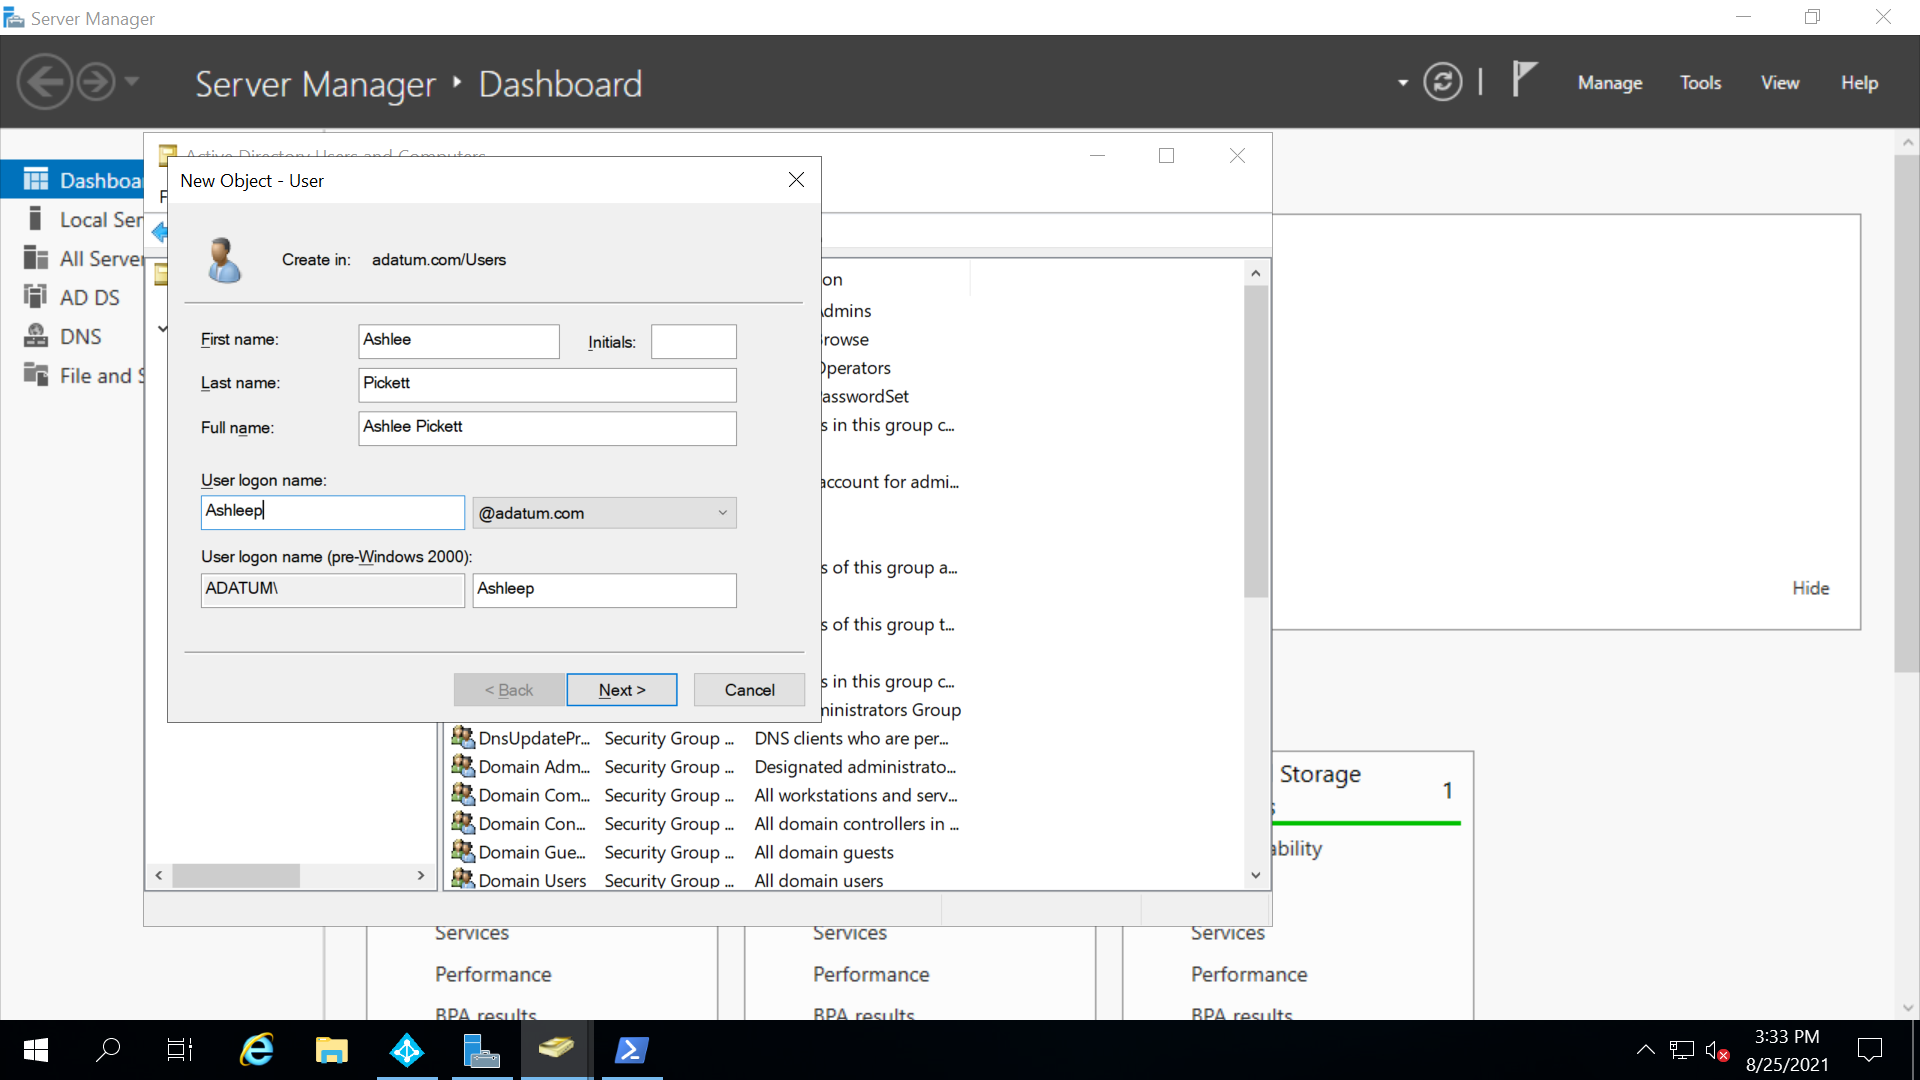 Server Manager
Server Manager ‣ Dashboard
Manage
Tools
View
Help
Dashboar
Local Ser
All Server
AD DS
DNS
File and S
Active Directory Users and Computers
New Object - User
Create in: adatum.com/Users
First name: Ashlee
Initials:
Last name: Pickett
Full name: Ashlee Pickett
User logon name:
Ashleep
@adatum.com
User logon name (pre-Windows 2000):
ADATUM\
Ashleep
< Back
Next >
Cancel
on
dmins
rowse
Operators
asswordSet
s in this group c...
account for admi...
s of this group a...
s of this group t...
s in this group c...
ministrators Group
DnsUpdatePr... Security Group ... DNS clients who are per...
Domain Adm... Security Group ... Designated administrato...
Domain Com... Security Group ... All workstations and serv...
Domain Con... Security Group ... All domain controllers in ...
Domain Gue... Security Group ... All domain guests
Domain Users Security Group ... All domain users
Hide
Storage
1
s
ability
Services
Performance
BPA results
Services
Performance
BPA results
Services
Performance
BPA results
3:33 PM
8/25/2021